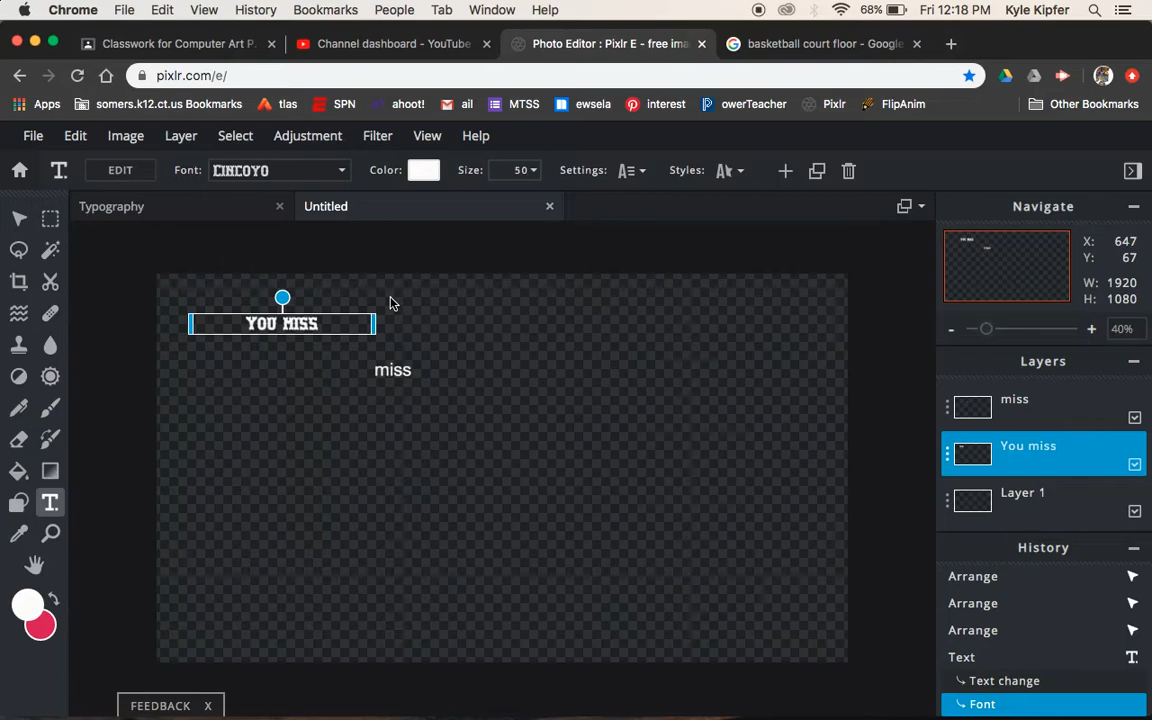 Chrome File Edit View History Bookmarks People Tab Window Help 68% Fri 12:18 PM Kyle Kipfer
Classwork for Computer Art P Channel dashboard - YouTube Photo Editor : Pixlr E - free ima basketball court floor - Google
pixlr.com/e/
Apps somers.k12.ct.us Bookmarks tlas SPN ahoot! ail MTSS ewsela interest owerTeacher Pixlr FlipAnim Other Bookmarks
File Edit Image Layer Select Adjustment Filter View Help
EDIT Font: CINCOYO Color: Size: 50 Settings: Styles:
Typography Untitled
Navigate
X: 647
Y: 67
W: 1920
H: 1080
- + 40%
YOU MISS
miss
Layers
miss
You miss
Layer 1
History
Arrange
Arrange
Arrange
Text
Text change
Font
FEEDBACK X